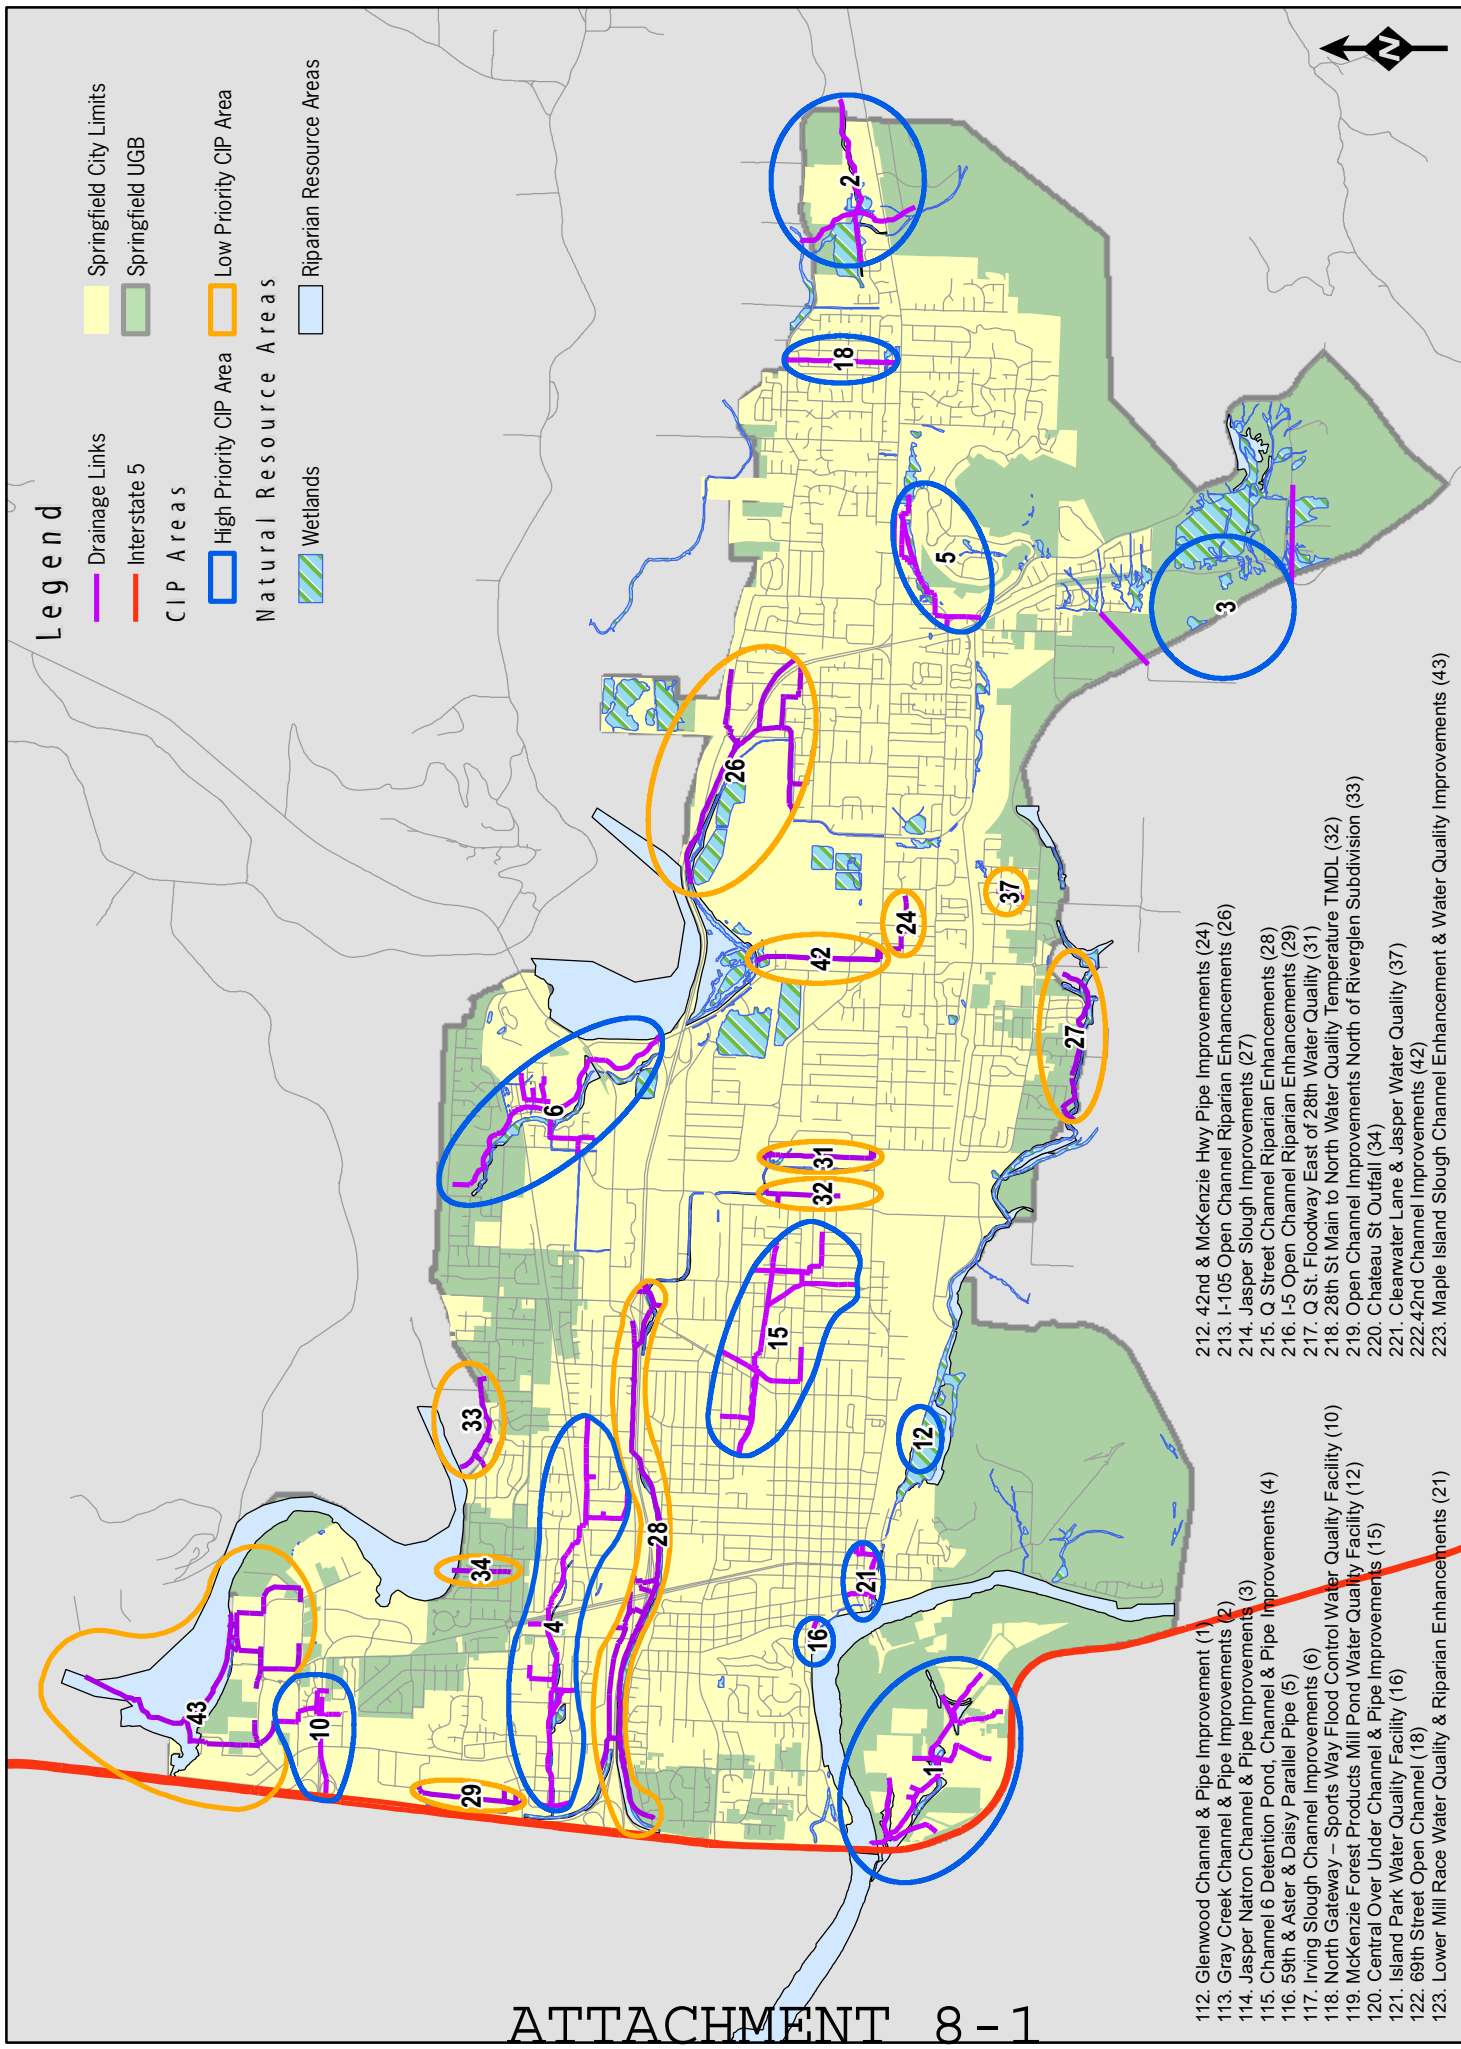 Legend
Drainage Links
Springfield City Limits
Interstate 5
Springfield UGB
CIP Areas
High Priority CIP Area
Low Priority CIP Area
Natural Resource Areas
Wetlands
Riparian Resource Areas
N
43
10
29
34
33
4
28
6
26
15
32
31
42
24
37
27
16
21
12
1
5
18
2
3
112. Glenwood Channel & Pipe Improvement (1)
113. Gray Creek Channel & Pipe Improvements (2)
114. Jasper Natron Channel & Pipe Improvements (3)
115. Channel 6 Detention Pond, Channel & Pipe Improvements (4)
116. 59th & Aster & Daisy Parallel Pipe (5)
117. Irving Slough Channel Improvements (6)
118. North Gateway – Sports Way Flood Control Water Quality Facility (10)
119. McKenzie Forest Products Mill Pond Water Quality Facility (12)
120. Central Over Under Channel & Pipe Improvements (15)
121. Island Park Water Quality Facility (16)
122. 69th Street Open Channel (18)
123. Lower Mill Race Water Quality & Riparian Enhancements (21)
212. 42nd & McKenzie Hwy Pipe Improvements (24)
213. I-105 Open Channel Riparian Enhancements (26)
214. Jasper Slough Improvements (27)
215. Q Street Channel Riparian Enhancements (28)
216. I-5 Open Channel Riparian Enhancements (29)
217. Q St. Floodway East of 28th Water Quality (31)
218. 28th St Main to North Water Quality Temperature TMDL (32)
219. Open Channel Improvements North of Riverglen Subdivision (33)
220. Chateau St Outfall (34)
221. Clearwater Lane & Jasper Water Quality (37)
222.42nd Channel Improvements (42)
223. Maple Island Slough Channel Enhancement & Water Quality Improvements (43)
ATTACHMENT 8-1